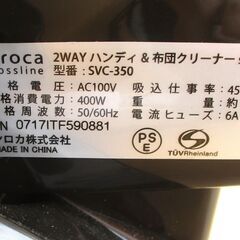 roca
ossline
2WAY ハンディ & 布団クリーナー s
型番 : SVC-350
格電圧 : AC100V
吸込仕事率 : 45
格消費電力 : 400W
質量 : 約
格周波数 : 50/60Hz
電流ヒューズ : 6A
0717ITF590881
ンロカ株式会社
E IN CHINA
PS
E
TÜVRheinland